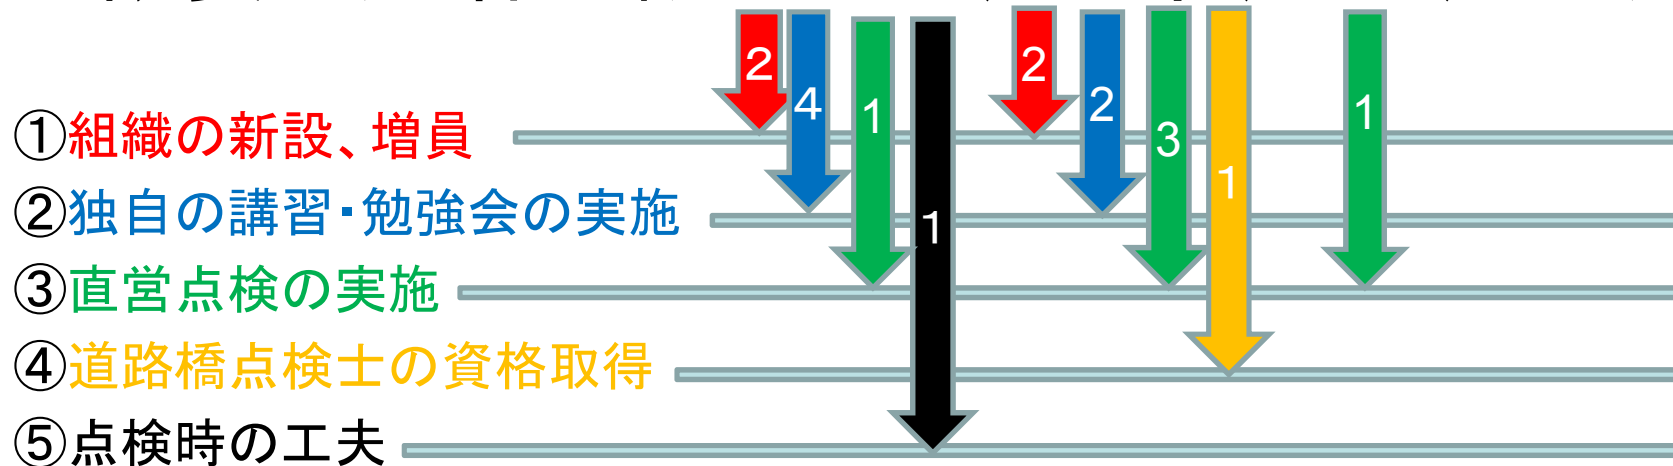 2 4 1 1 2 2 3 1 1
①組織の新設、増員
②独自の講習・勉強会の実施
③直営点検の実施
④道路橋点検士の資格取得
⑤点検時の工夫